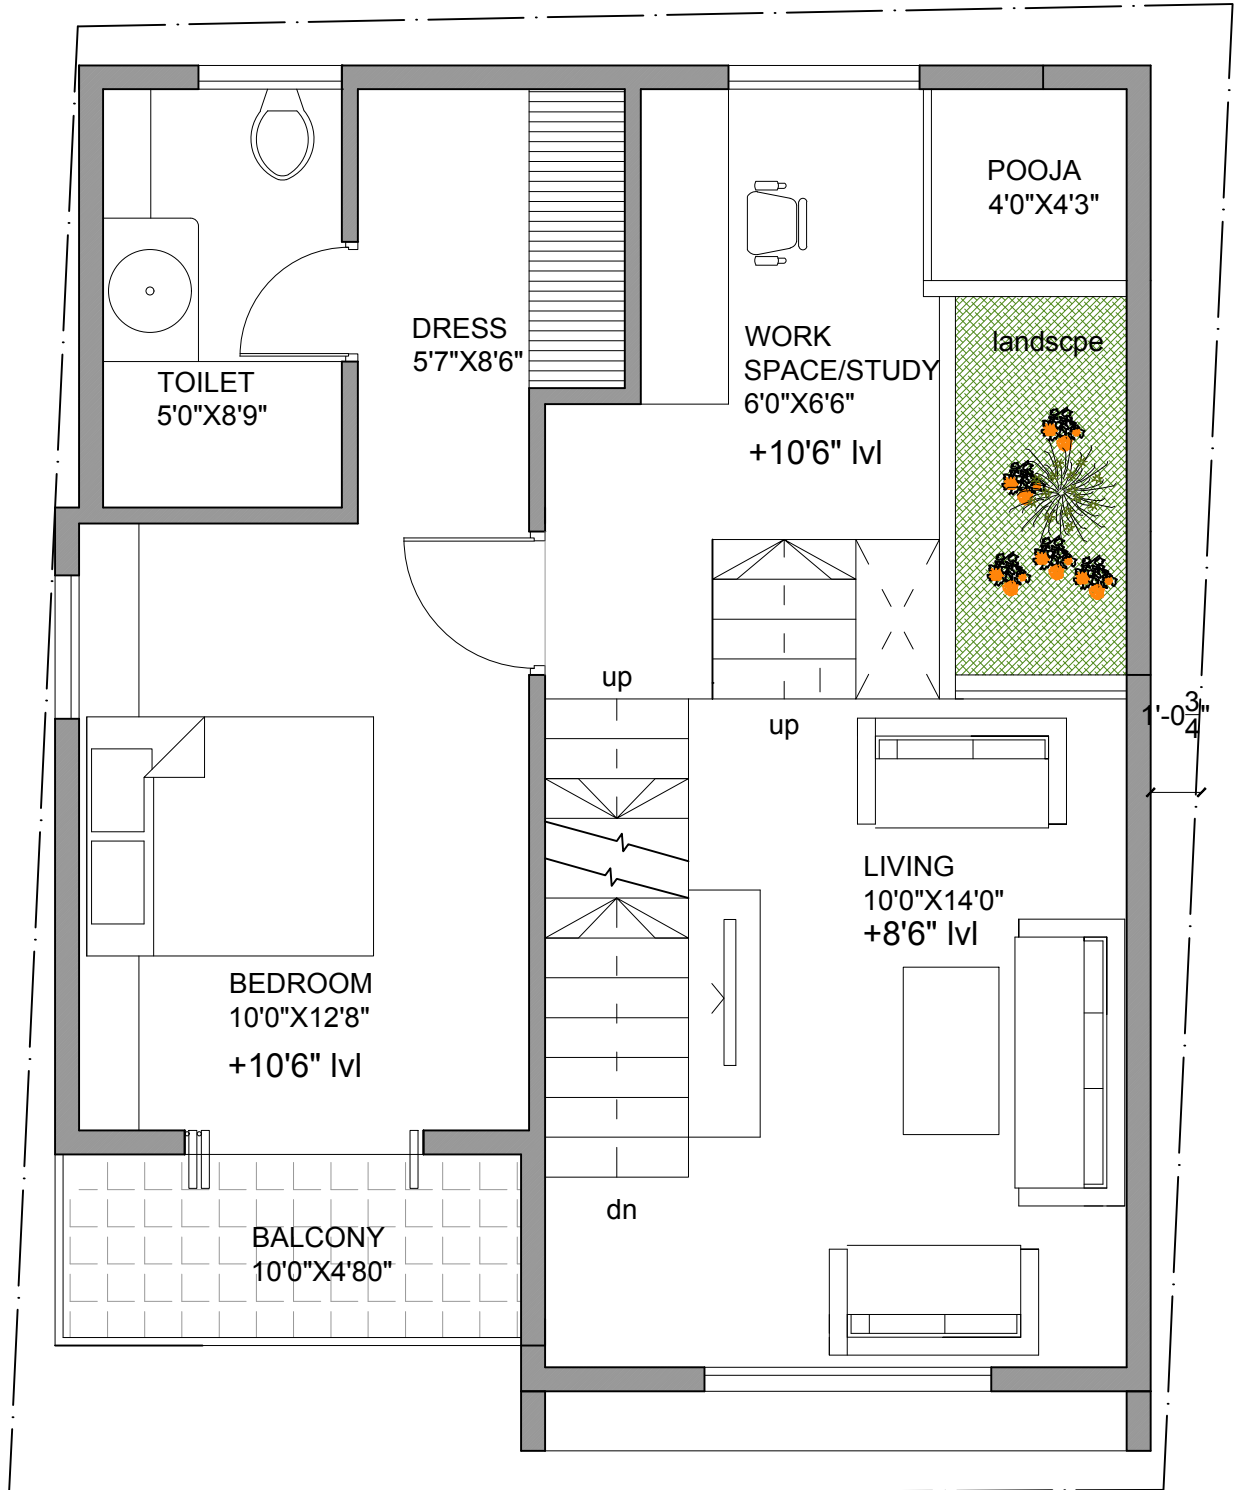 POOJA
4'0"X4'3"
DRESS
5'7"X8'6"
WORK
SPACE/STUDY
6'0"X6'6"
+10'6" lvl
landscpe
TOILET
5'0"X8'9"
up
up
1'-0 3/4"
LIVING
10'0"X14'0"
+8'6" lvl
BEDROOM
10'0"X12'8"
+10'6" lvl
dn
BALCONY
10'0"X4'80"